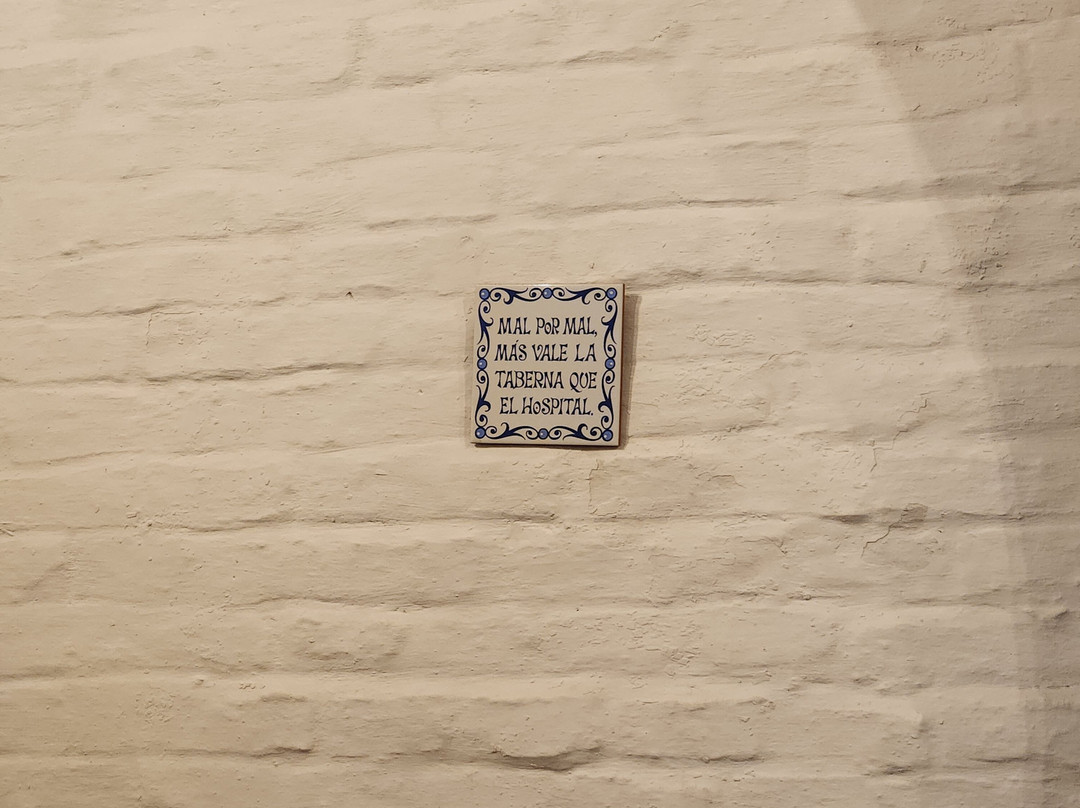 MAL POR MAL,
MÁS VALE LA
TABERNA QUE
EL HOSPITAL.